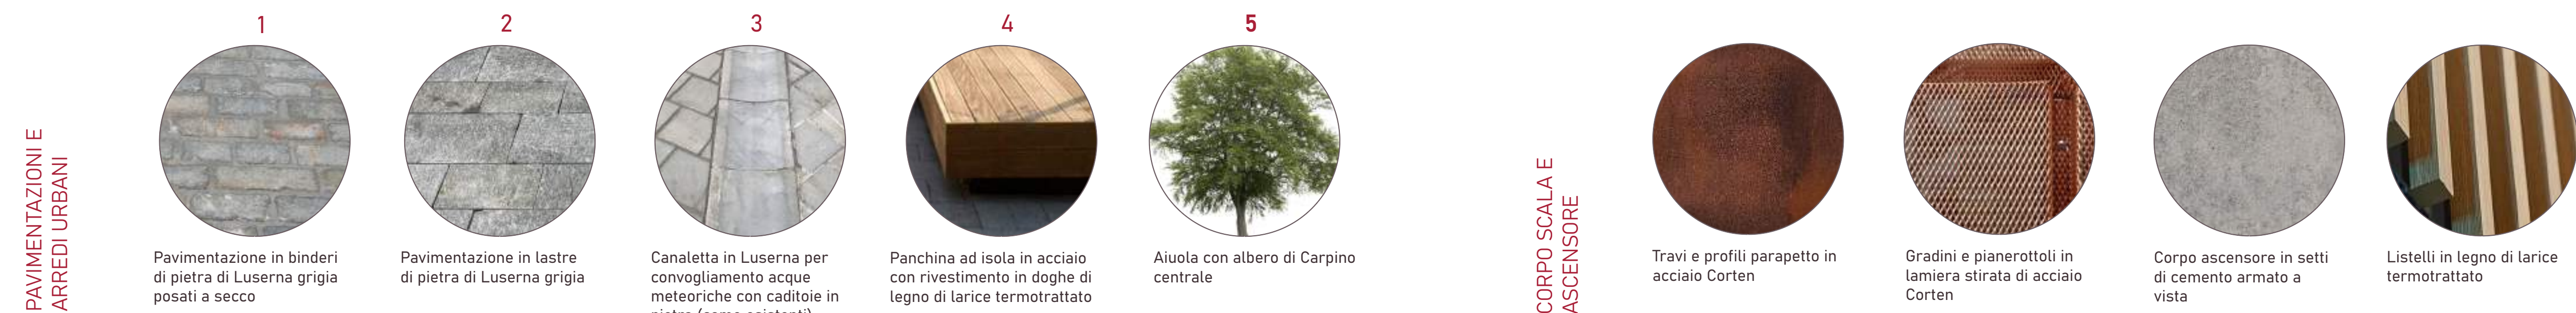 PAVIMENTAZIONI E
ARREDI URBANI
1
Pavimentazione in binderi
di pietra di Luserna grigia
posati a secco
2
Pavimentazione in lastre
di pietra di Luserna grigia
3
Canaletta in Luserna per
convogliamento acque
meteoriche con caditoie in
pietra (come esistenti)
4
Panchina ad isola in acciaio
con rivestimento in doghe di
legno di larice termotrattato
5
Aiuola con albero di Carpino
centrale
CORPO SCALA E
ASCENSORE
Travi e profili parapetto in
acciaio Corten
Gradini e pianerottoli in
lamiera stirata di acciaio
Corten
Corpo ascensore in setti
di cemento armato a
vista
Listelli in legno di larice
termotrattato